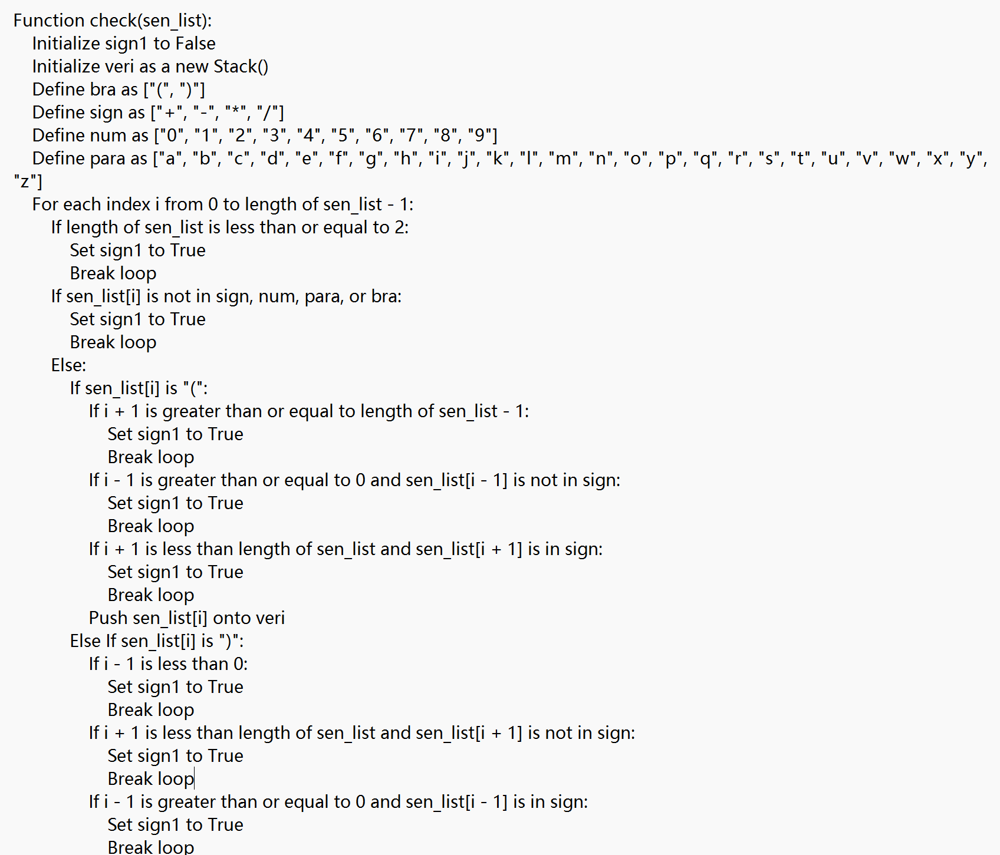 Function check(sen_list):
Initialize sign1 to False
Initialize veri as a new Stack()
Define bra as ["(", ")"]
Define sign as ["+", "-", "*", "/"]
Define num as ["0", "1", "2", "3", "4", "5", "6", "7", "8", "9"]
Define para as ["a", "b", "c", "d", "e", "f", "g", "h", "i", "j", "k", "l", "m", "n", "o", "p", "q", "r", "s", "t", "u", "v", "w", "x", "y",
"z"]
For each index i from 0 to length of sen_list - 1:
If length of sen_list is less than or equal to 2:
Set sign1 to True
Break loop
If sen_list[i] is not in sign, num, para, or bra:
Set sign1 to True
Break loop
Else:
If sen_list[i] is "(":
If i + 1 is greater than or equal to length of sen_list - 1:
Set sign1 to True
Break loop
If i - 1 is greater than or equal to 0 and sen_list[i - 1] is not in sign:
Set sign1 to True
Break loop
If i + 1 is less than length of sen_list and sen_list[i + 1] is in sign:
Set sign1 to True
Break loop
Push sen_list[i] onto veri
Else If sen_list[i] is ")":
If i - 1 is less than 0:
Set sign1 to True
Break loop
If i + 1 is less than length of sen_list and sen_list[i + 1] is not in sign:
Set sign1 to True
Break loop
If i - 1 is greater than or equal to 0 and sen_list[i - 1] is in sign:
Set sign1 to True
Break loop